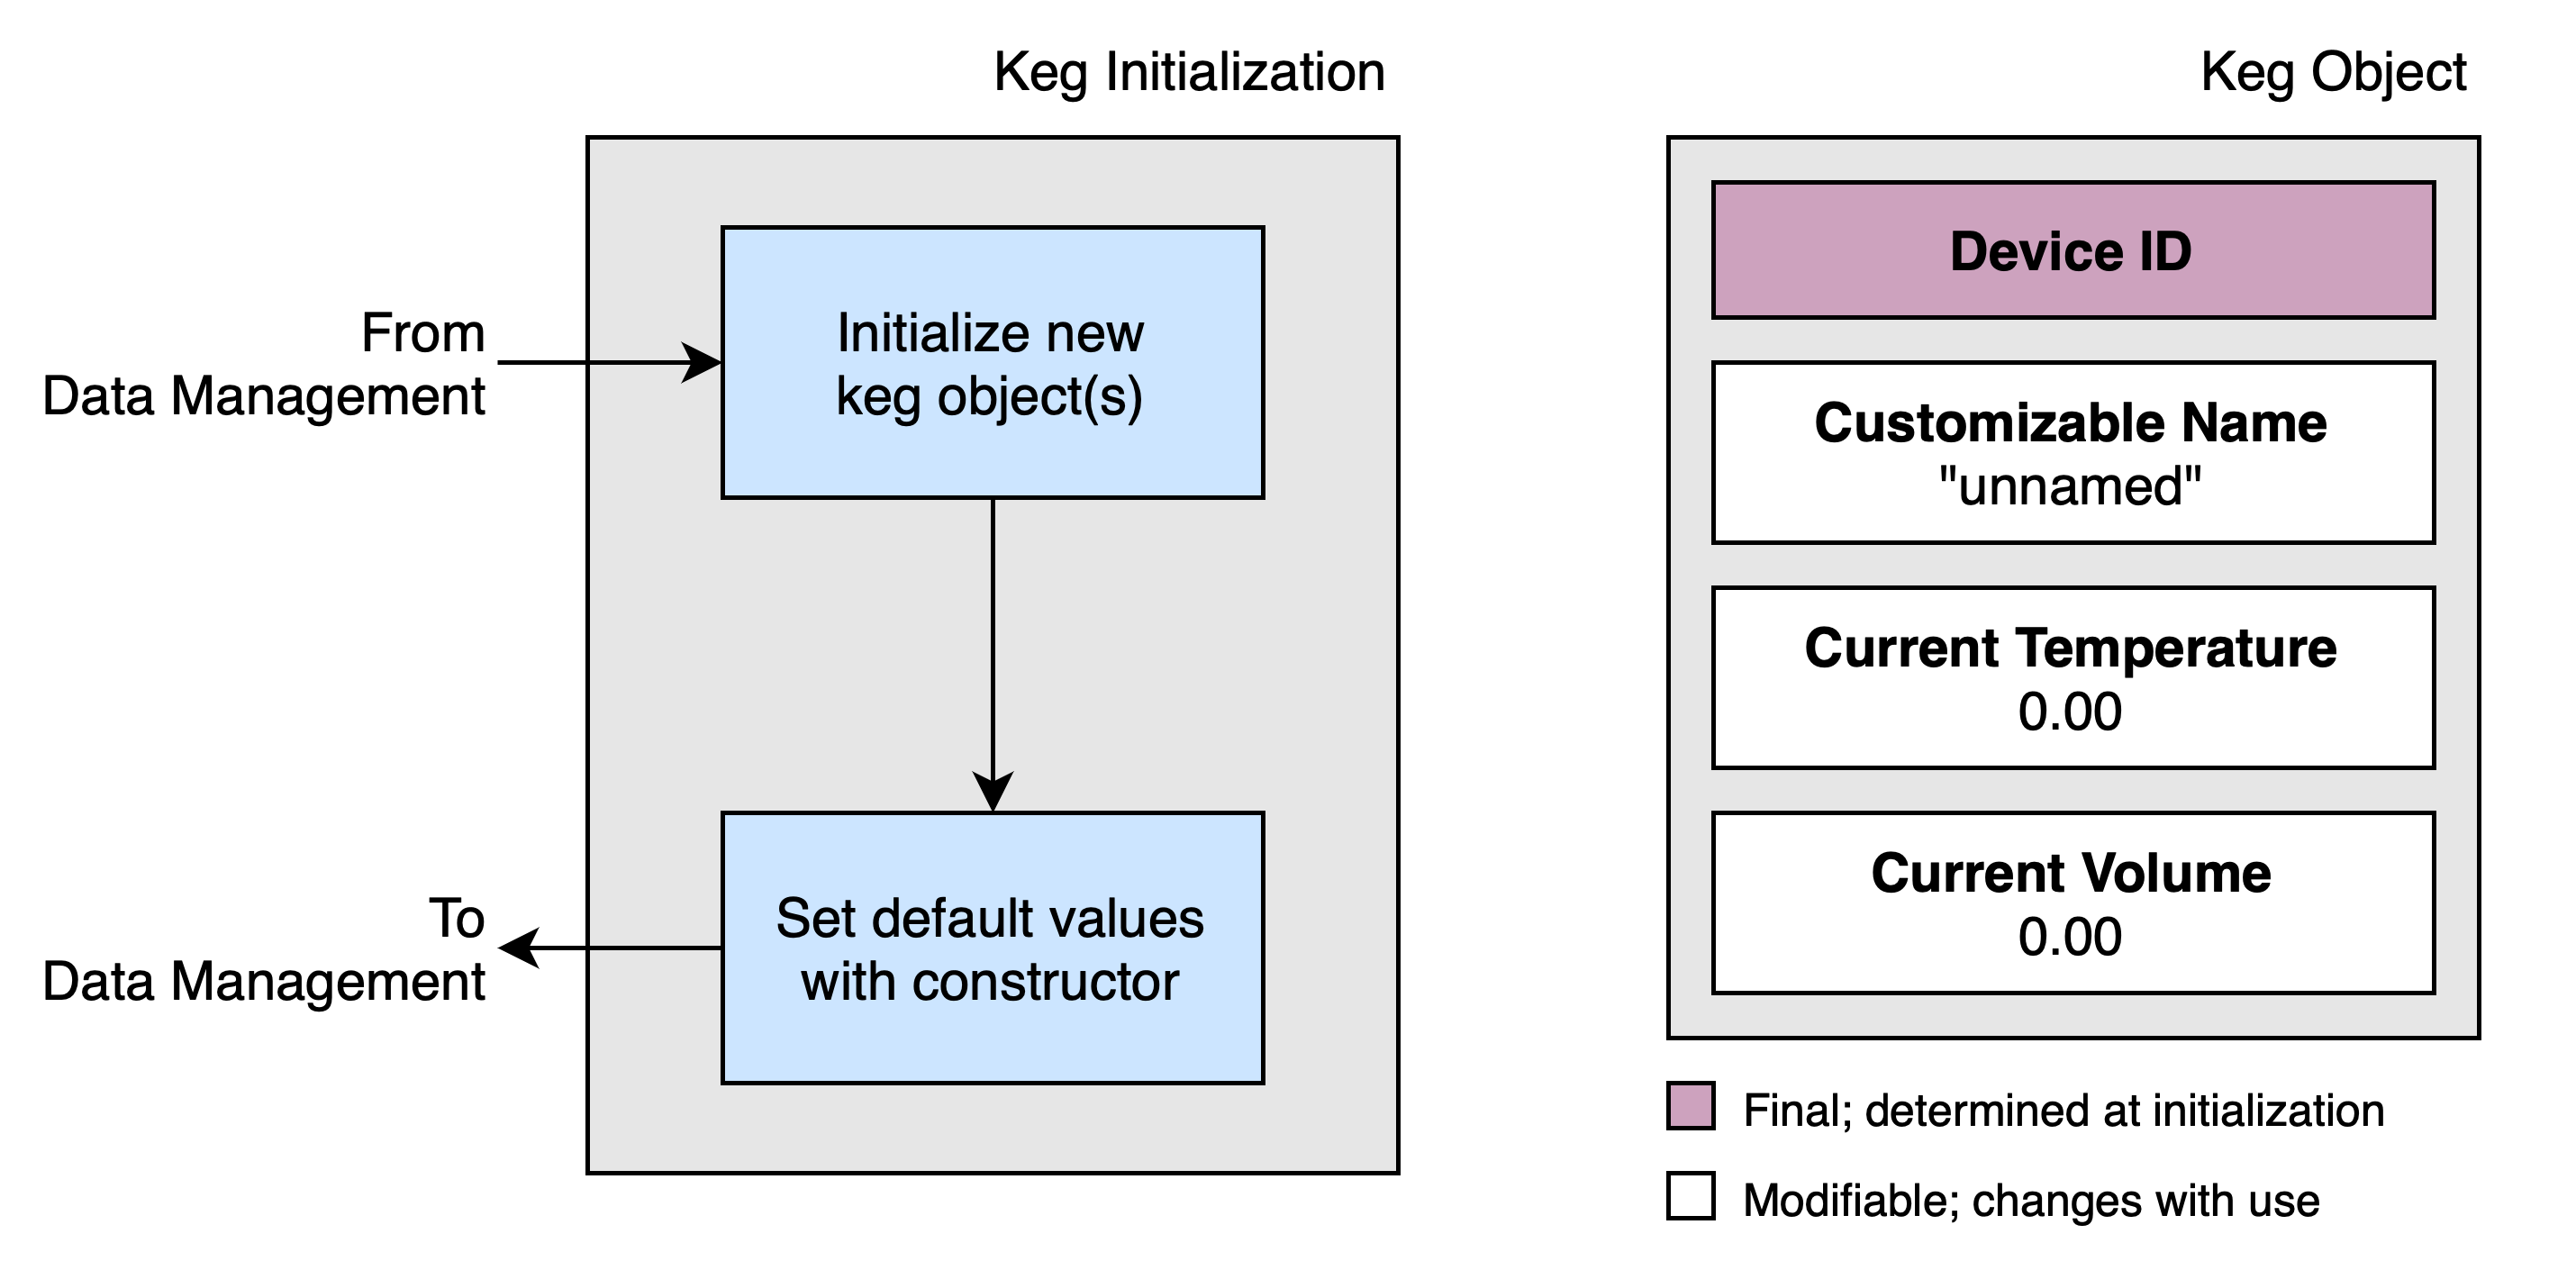 Keg Initialization
From
Data Management
Initialize new
keg object(s)
Set default values
with constructor
To
Data Management
Keg Object
Device ID
Customizable Name
"unnamed"
Current Temperature
0.00
Current Volume
0.00
Final; determined at initialization
Modifiable; changes with use